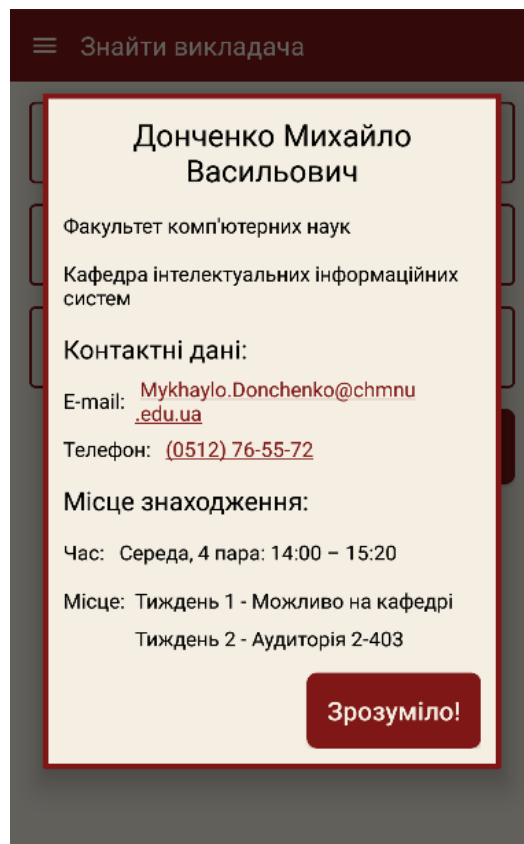 Знайти викладача
Донченко Михайло
Васильович
Факультет комп'ютерних наук
Кафедра інтелектуальних інформаційних
систем
Контактні дані:
E-mail: Mykhaylo.Donchenko@chmnu
.edu.ua
Телефон: (0512) 76-55-72
Місце знаходження:
Час: Середа, 4 пара: 14:00 – 15:20
Місце: Тиждень 1 - Можливо на кафедрі
Тиждень 2 - Аудиторія 2-403
Зрозуміло!